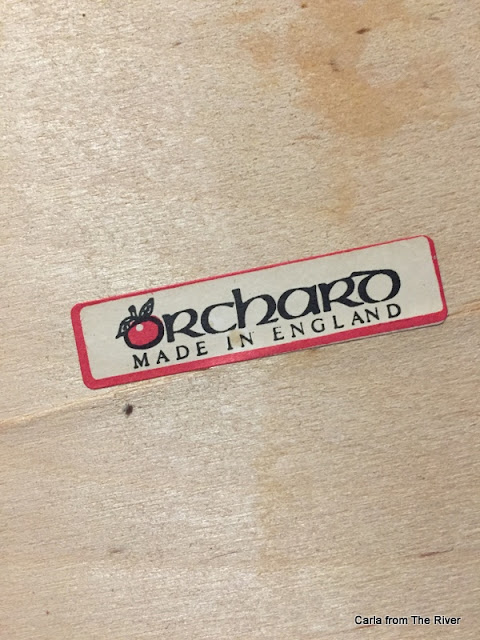 ORCHARD
MADE IN ENGLAND
Carla from The River